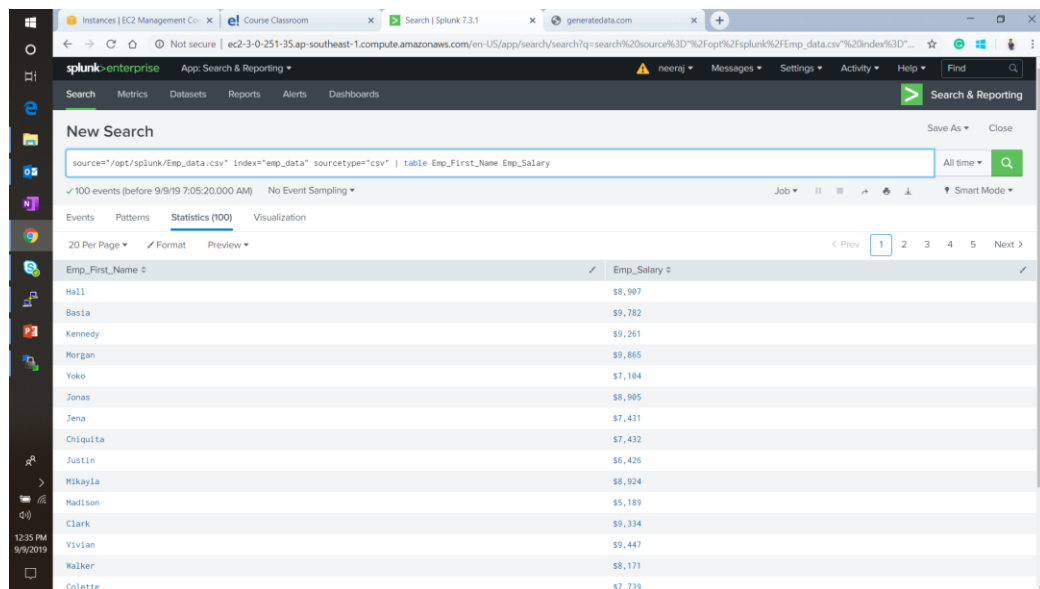 Instances | EC2 Management Co
Course Classroom
Search | Splunk 7.3.1
generatedata.com
Not secure | ec2-3-0-251-35.ap-southeast-1.compute.amazonaws.com/en-US/app/search/search?q=search%20source%3D"%2Fopt%2Fsplunk%2FEmp_data.csv"%20index%3D"...
splunk>enterprise App: Search & Reporting
neeraj Messages Settings Activity Help Find
Search Metrics Datasets Reports Alerts Dashboards
Search & Reporting
New Search
Save As Close
source="/opt/splunk/Emp_data.csv" index="emp_data" sourcetype="csv" | table Emp_First_Name Emp_Salary
All time
100 events (before 9/9/19 7:05:20.000 AM) No Event Sampling
Job Smart Mode
Events Patterns Statistics (100) Visualization
20 Per Page Format Preview
< Prev 1 2 3 4 5 Next >
Emp_First_Name Emp_Salary
Hall $8,907
Basia $9,782
Kennedy $9,261
Morgan $9,865
Yoko $7,104
Jonas $8,905
Jena $7,431
Chiquita $7,432
Justin $6,426
Mikayla $8,924
Madison $5,189
Clark $9,334
Vivian $9,447
Walker $8,171
Colette $7,739
12:35 PM
9/9/2019